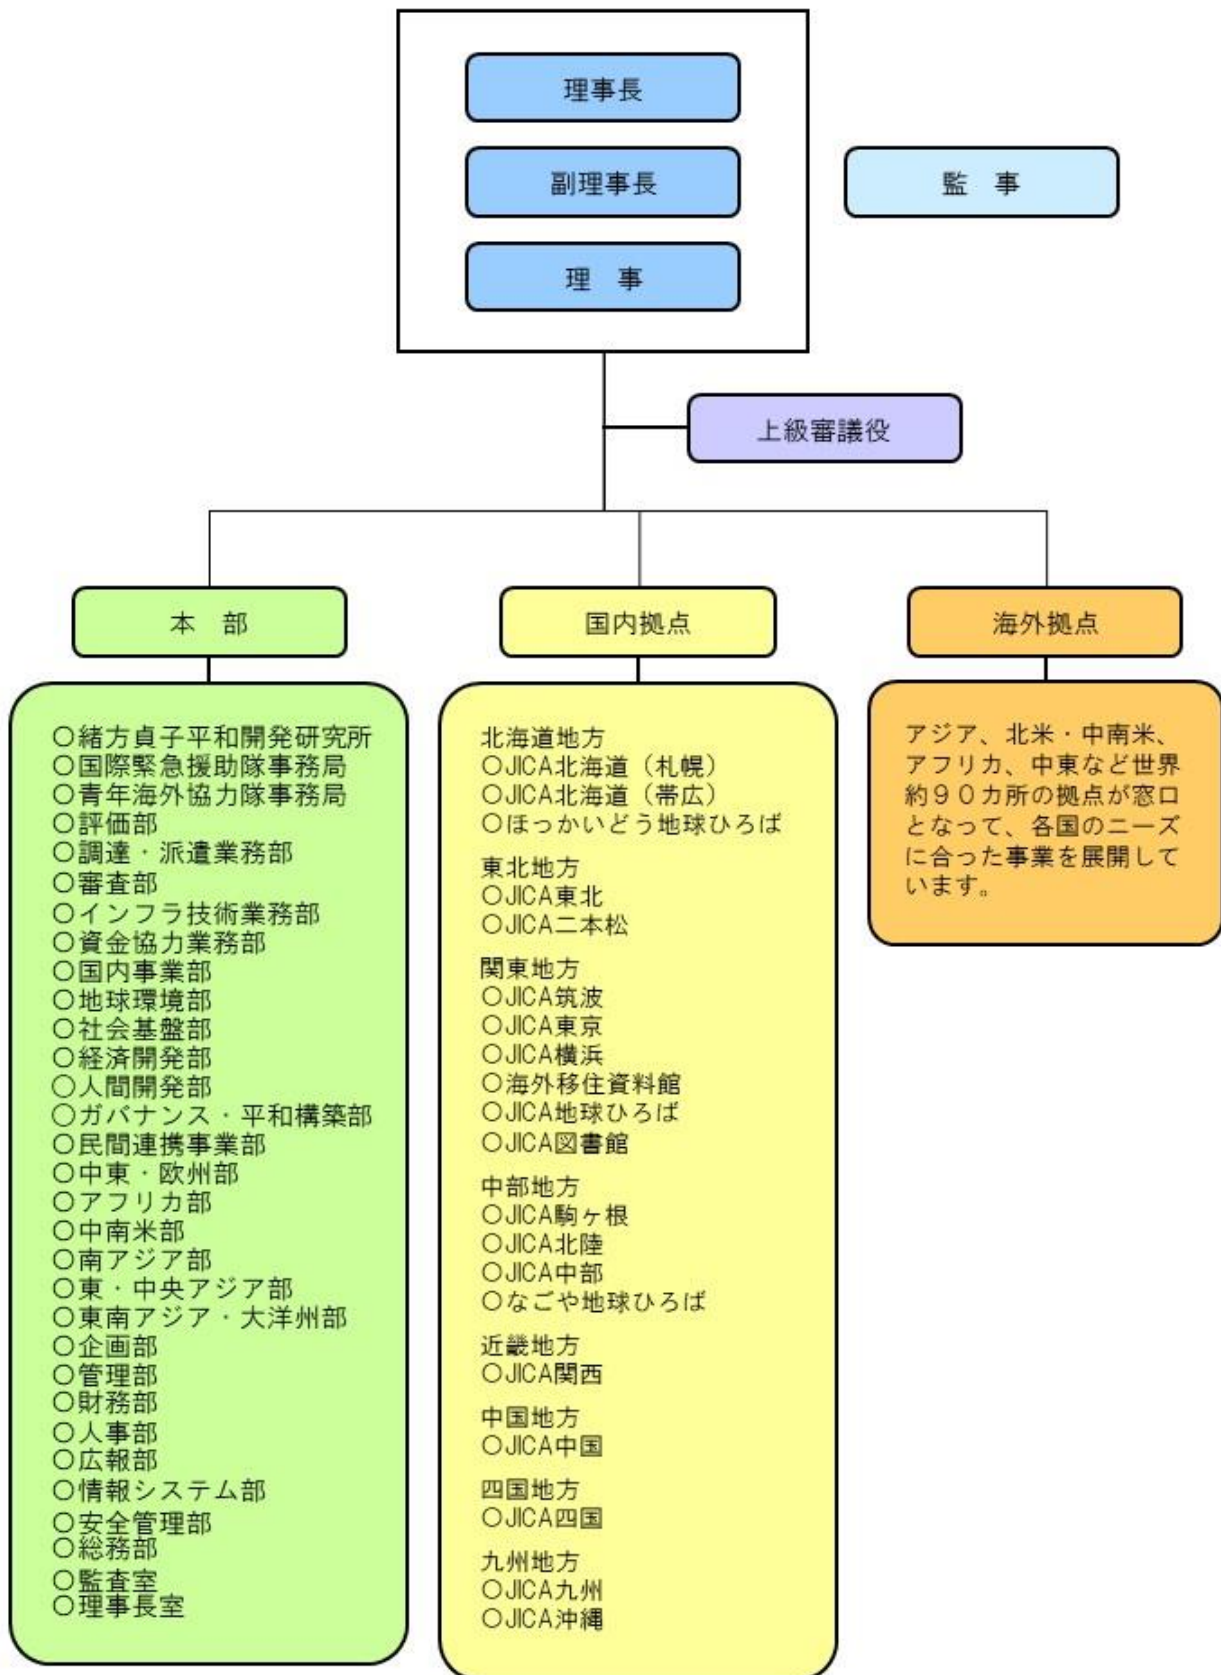 理事長
副理事長
監　事
理　事
上級審議役
本　部
○緒方貞子平和開発研究所
○国際緊急援助隊事務局
○青年海外協力隊事務局
○評価部
○調達・派遣業務部
○審査部
○インフラ技術業務部
○資金協力業務部
○国内事業部
○地球環境部
○社会基盤部
○経済開発部
○人間開発部
○ガバナンス・平和構築部
○民間連携事業部
○中東・欧州部
○アフリカ部
○中南米部
○南アジア部
○東・中央アジア部
○東南アジア・大洋州部
○企画部
○管理部
○財務部
○人事部
○広報部
○情報システム部
○安全管理部
○総務部
○監査室
○理事長室
国内拠点
北海道地方
○JICA北海道（札幌）
○JICA北海道（帯広）
○ほっかいどう地球ひろば
東北地方
○JICA東北
○JICA二本松
関東地方
○JICA筑波
○JICA東京
○JICA横浜
○海外移住資料館
○JICA地球ひろば
○JICA図書館
中部地方
○JICA駒ヶ根
○JICA北陸
○JICA中部
○なごや地球ひろば
近畿地方
○JICA関西
中国地方
○JICA中国
四国地方
○JICA四国
九州地方
○JICA九州
○JICA沖縄
海外拠点
アジア、北米・中南米、
アフリカ、中東など世界
約９０カ所の拠点が窓口
となって、各国のニーズ
に合った事業を展開して
います。